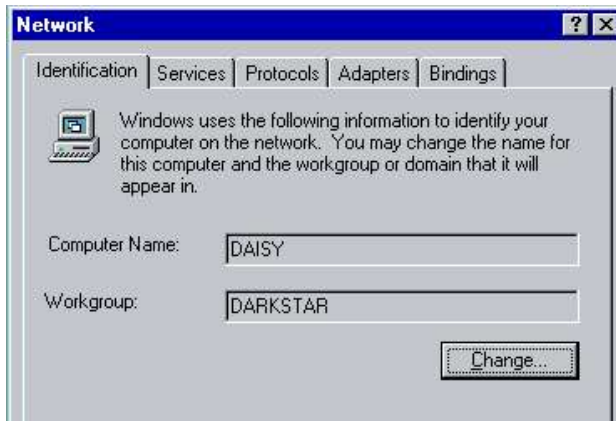 Network
Identification Services Protocols Adapters Bindings
Windows uses the following information to identify your
computer on the network. You may change the name for
this computer and the workgroup or domain that it will
appear in.
Computer Name: DAISY
Workgroup: DARKSTAR
Change...